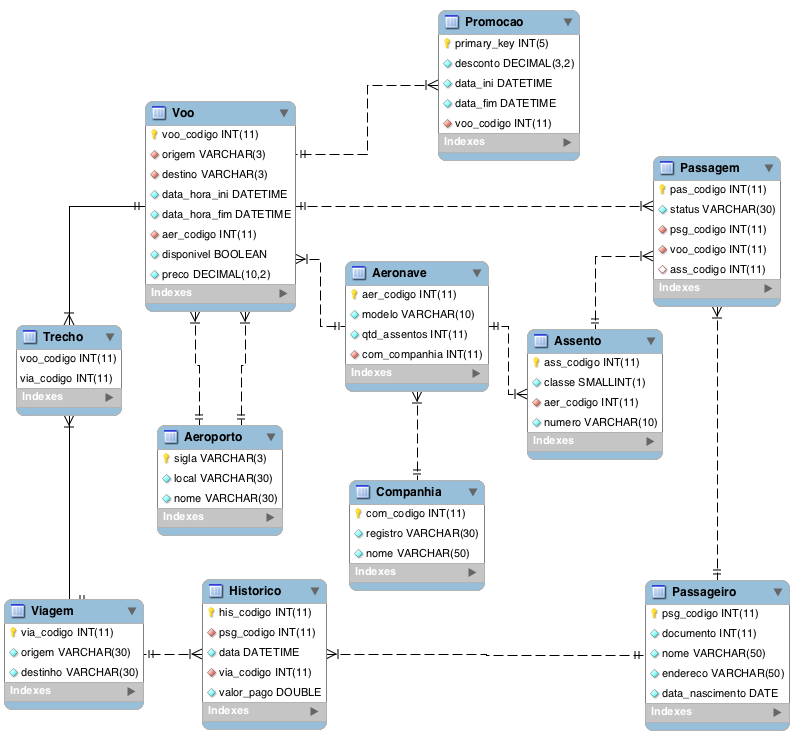 Promocao
primary_key INT(5)
desconto DECIMAL(3,2)
data_ini DATETIME
data_fim DATETIME
voo_codigo INT(11)
Indexes
Voo
voo_codigo INT(11)
origem VARCHAR(3)
destino VARCHAR(3)
data_hora_ini DATETIME
data_hora_fim DATETIME
aer_codigo INT(11)
disponivel BOOLEAN
preco DECIMAL(10,2)
Indexes
Passagem
pas_codigo INT(11)
status VARCHAR(30)
psg_codigo INT(11)
voo_codigo INT(11)
ass_codigo INT(11)
Indexes
Aeronave
aer_codigo INT(11)
modelo VARCHAR(10)
qtd_assentos INT(11)
com_companhia INT(11)
Indexes
Trecho
voo_codigo INT(11)
via_codigo INT(11)
Indexes
Assento
ass_codigo INT(11)
classe SMALLINT(1)
aer_codigo INT(11)
numero VARCHAR(10)
Indexes
Aeroporto
sigla VARCHAR(3)
local VARCHAR(30)
nome VARCHAR(30)
Indexes
Companhia
com_codigo INT(11)
registro VARCHAR(30)
nome VARCHAR(50)
Indexes
Viagem
via_codigo INT(11)
origem VARCHAR(30)
destinho VARCHAR(30)
Indexes
Historico
his_codigo INT(11)
psg_codigo INT(11)
data DATETIME
via_codigo INT(11)
valor_pago DOUBLE
Indexes
Passageiro
psg_codigo INT(11)
documento INT(11)
nome VARCHAR(50)
endereco VARCHAR(50)
data_nascimento DATE
Indexes